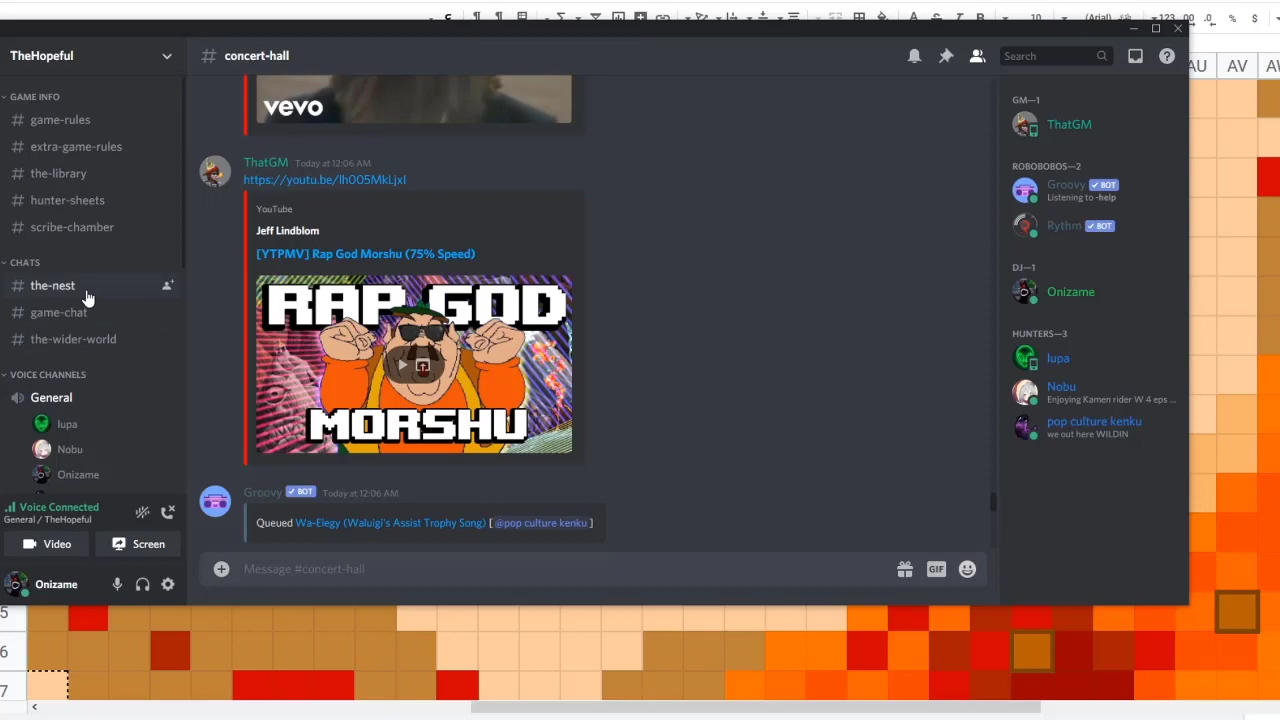 10
(Arial)
123
.00
.0
%
$
TheHopeful
# concert-hall
Search
AU
AV
GAME INFO
# game-rules
# extra-game-rules
# the-library
# hunter-sheets
# scribe-chamber
CHATS
# the-nest
# game-chat
# the-wider-world
VOICE CHANNELS
General
lupa
Nobu
Onizame
Voice Connected
General / TheHopeful
Video
Screen
Onizame
vevo
ThatGM Today at 12:06 AM
https://youtu.be/lh005MkLjxI
YouTube
Jeff Lindblom
[YTPMV] Rap God Morshu (75% Speed)
RAP GOD
MORSHU
Groovy BOT Today at 12:06 AM
Queued Wa-Elegy (Waluigi's Assist Trophy Song) [@pop culture kenku]
Message #concert-hall
GIF
GM—1
ThatGM
ROBOBOBOS—2
Groovy BOT
Listening to -help
Rythm BOT
DJ—1
Onizame
HUNTERS—3
lupa
Nobu
Enjoying Kamen rider W 4 eps ...
pop culture kenku
we out here WILDIN
5
6
7